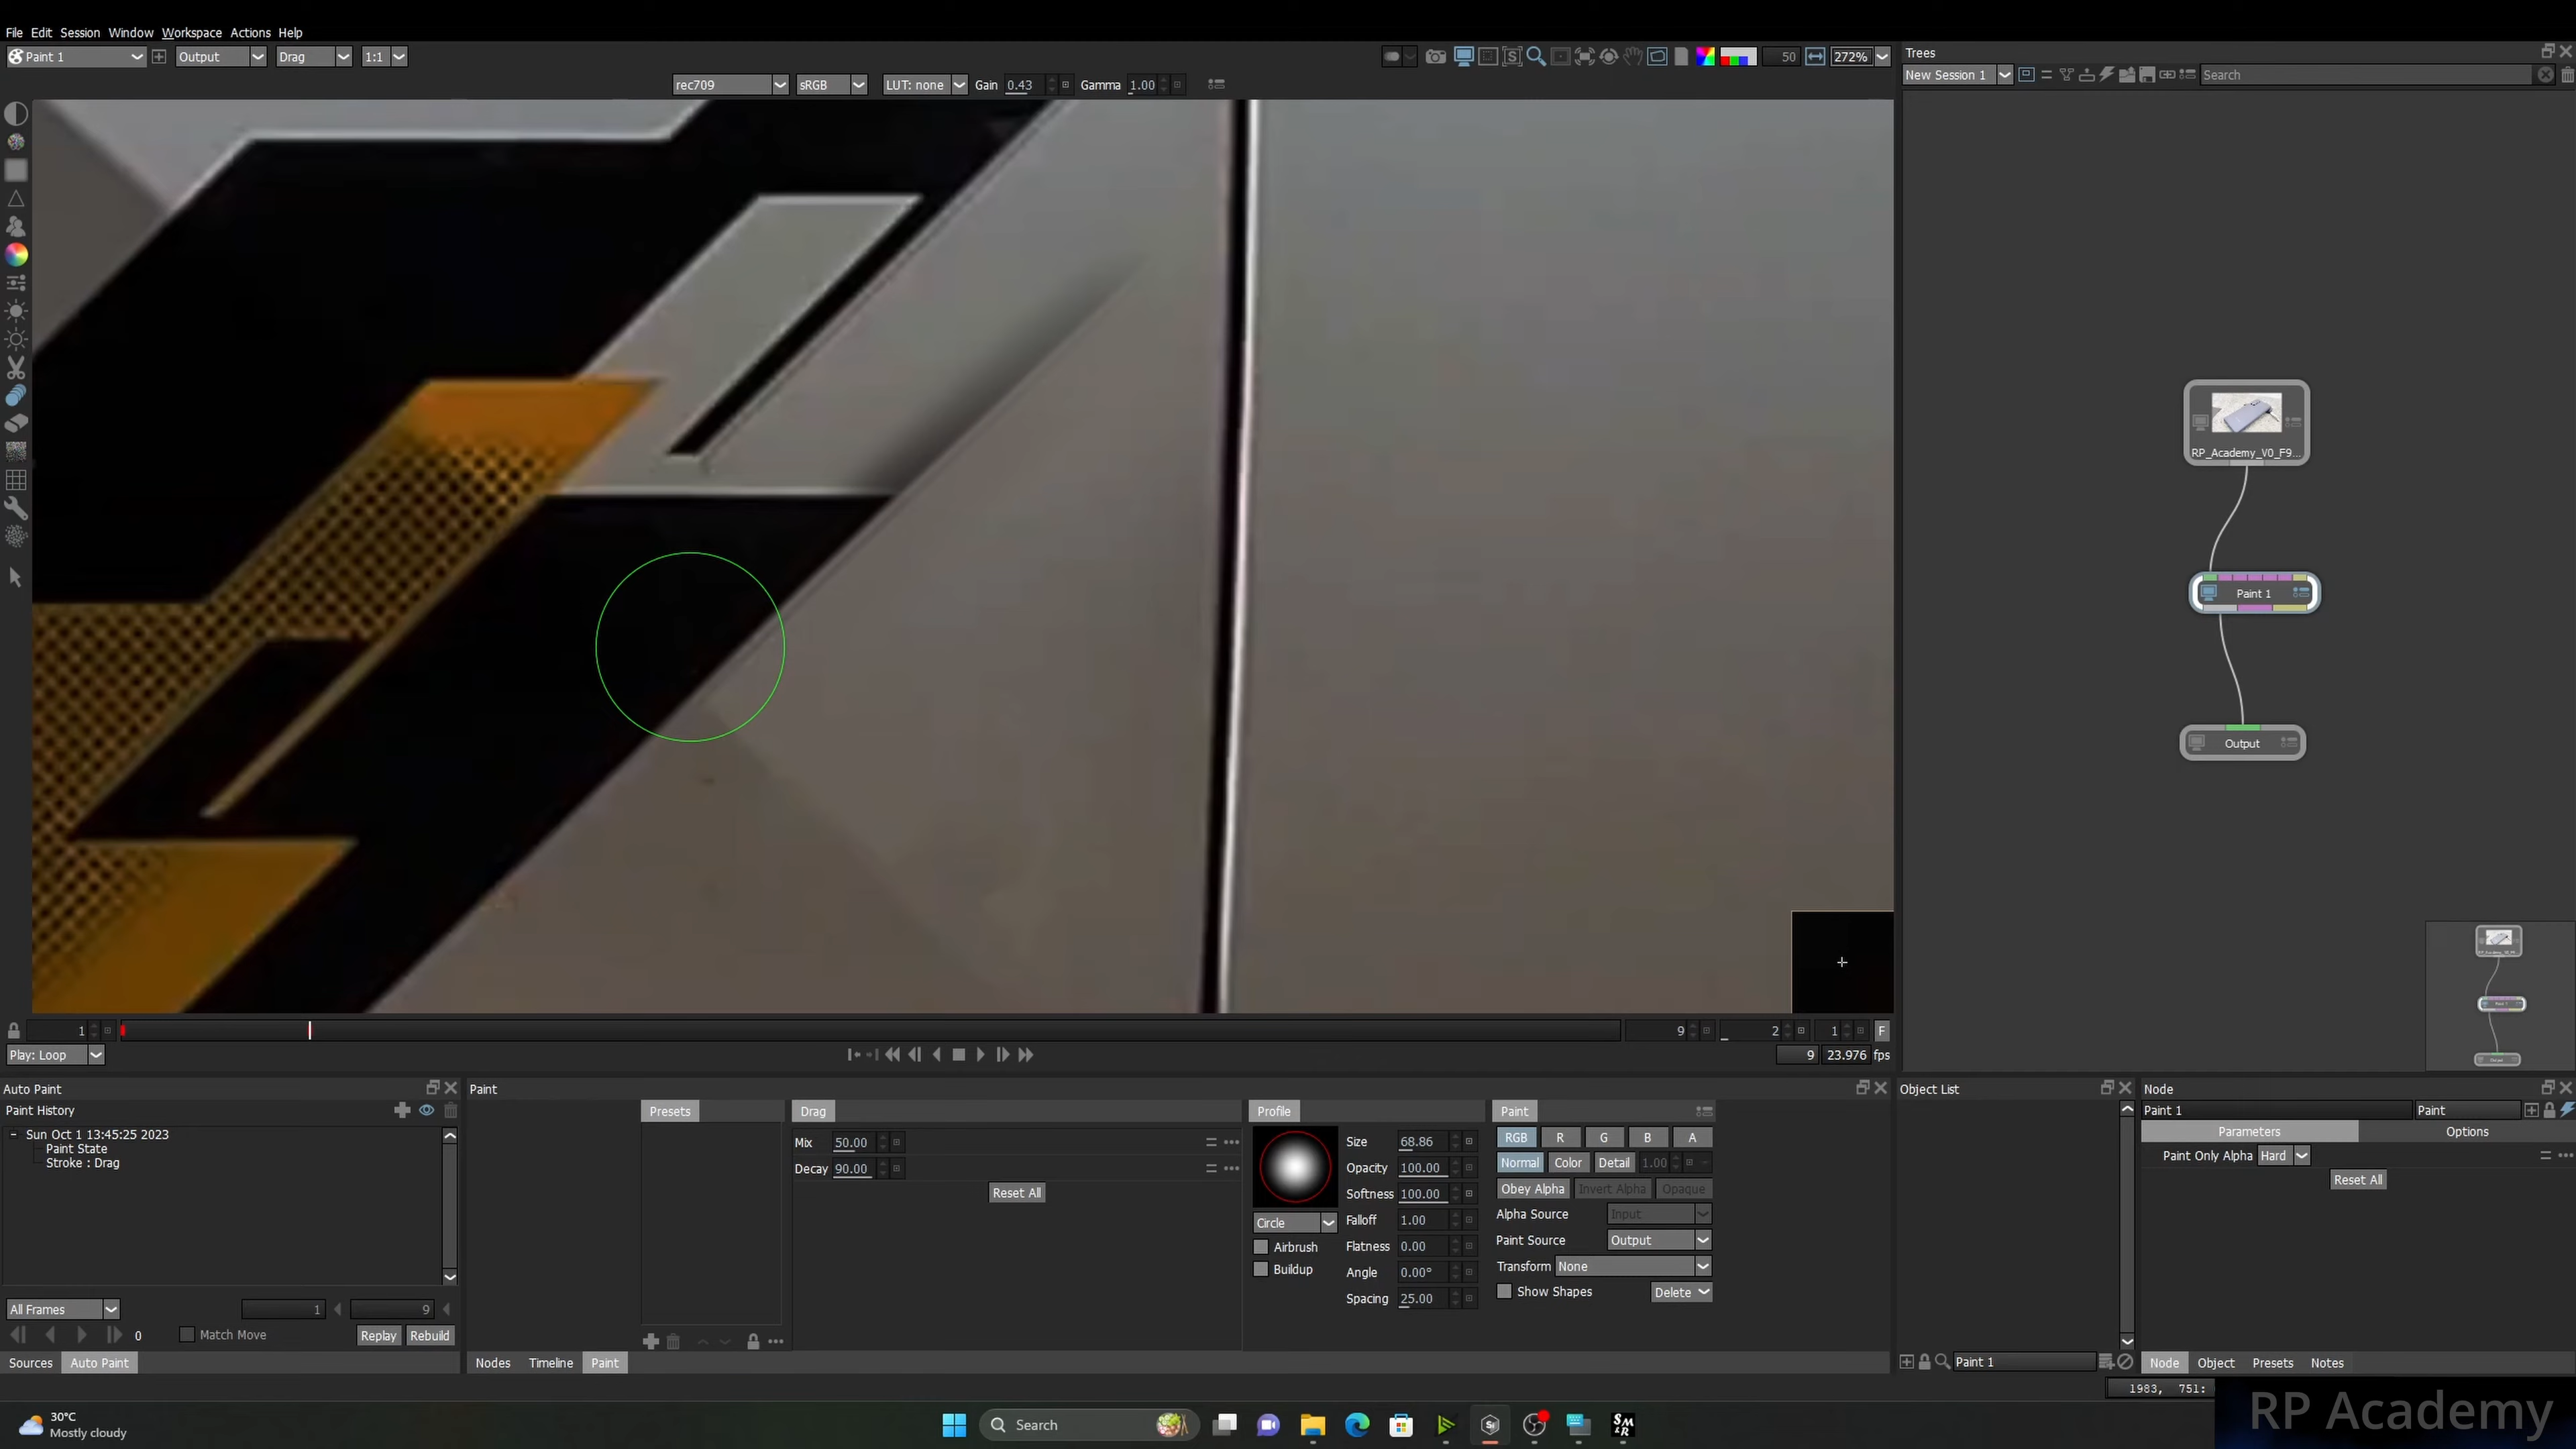 File Edit Session Window Workspace Actions Help
Paint 1 Output Drag 1:1
50 272%
rec709 sRGB LUT: none Gain 0.43 Gamma 1.00
Trees
New Session 1 Search
RP_Academy_V0_F9...
Paint 1
Output
1 9 2 1 F
Play: Loop 9 23.976 fps
Auto Paint
Paint History
Sun Oct 1 13:45:25 2023
Paint State
Stroke : Drag
All Frames 1 9
0 Match Move Replay Rebuild
Sources Auto Paint
Paint
Presets
Drag
Mix 50.00
Decay 90.00
Reset All
Profile
Circle
Airbrush
Buildup
Size 68.86
Opacity 100.00
Softness 100.00
Falloff 1.00
Flatness 0.00
Angle 0.00°
Spacing 25.00
Paint
RGB R G B A
Normal Color Detail 1.00
Obey Alpha Invert Alpha Opaque
Alpha Source Input
Paint Source Output
Transform None
Show Shapes Delete
Nodes Timeline Paint
Object List
Paint 1
Node
Paint 1 Paint
Parameters Options
Paint Only Alpha Hard
Reset All
Node Object Presets Notes
1983, 751:
30°C
Mostly cloudy
Search
RP Academy